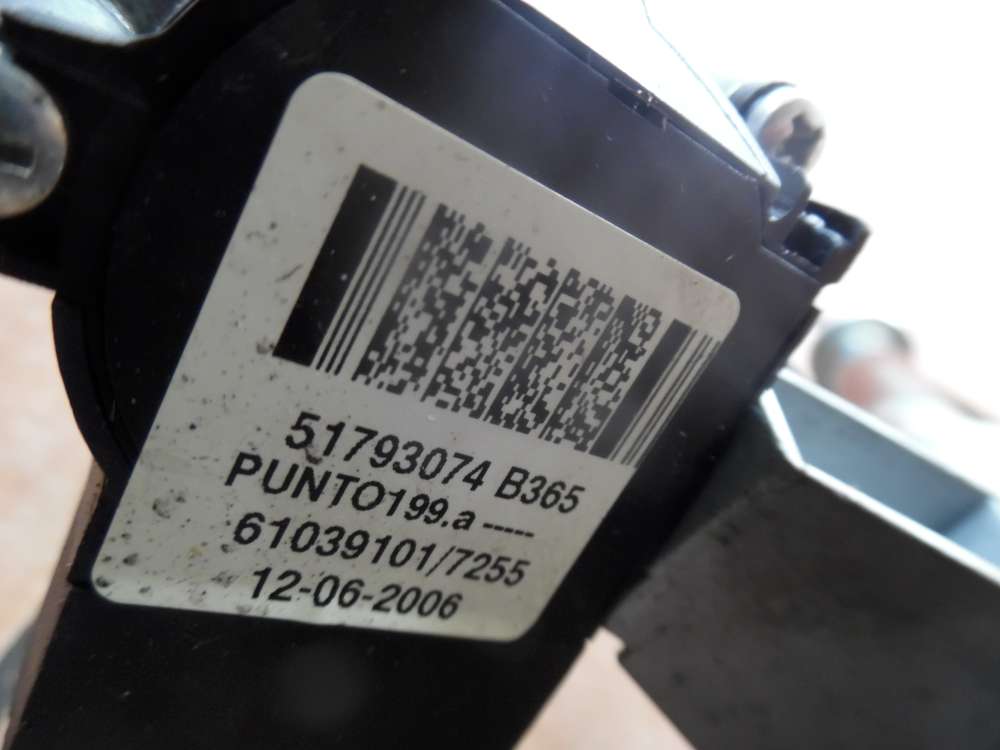 51793074 B365
PUNTO199.a -----
61039101/7255
12-06-2006